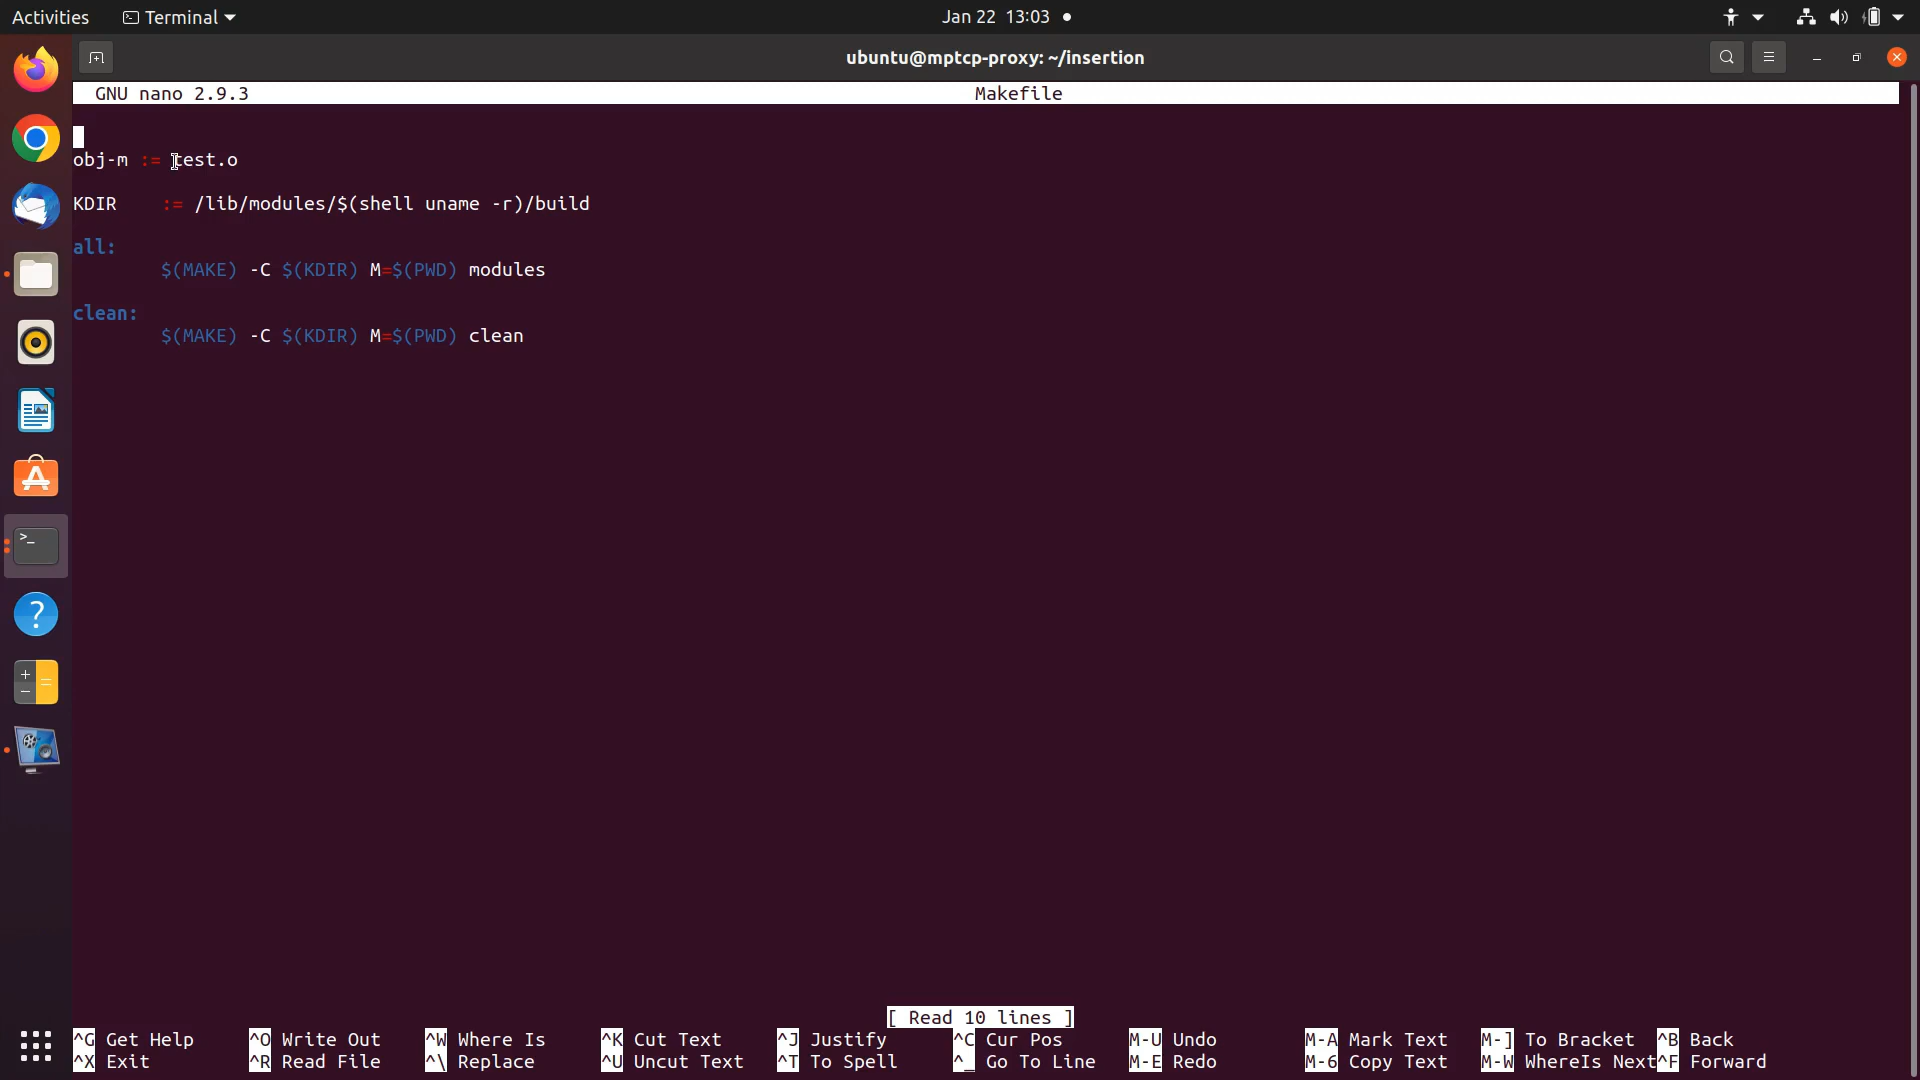 Activities Terminal Jan 22 13:03
ubuntu@mptcp-proxy: ~/insertion
GNU nano 2.9.3 Makefile
obj-m := test.o
KDIR := /lib/modules/$(shell uname -r)/build
all:
$(MAKE) -C $(KDIR) M=$(PWD) modules
clean:
$(MAKE) -C $(KDIR) M=$(PWD) clean
[ Read 10 lines ]
^G Get Help ^O Write Out ^W Where Is ^K Cut Text ^J Justify ^C Cur Pos M-U Undo M-A Mark Text M-] To Bracket ^B Back
^X Exit ^R Read File ^\ Replace ^U Uncut Text ^T To Spell ^_ Go To Line M-E Redo M-6 Copy Text M-W WhereIs Next ^F Forward